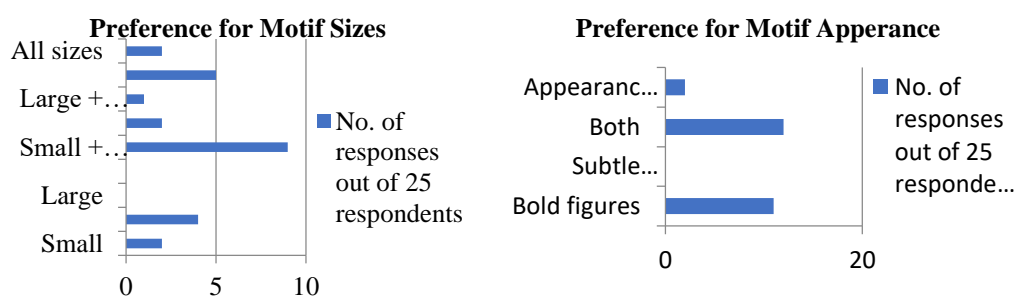 Preference for Motif Sizes
All sizes
Large +…
Small +…
Large
Small
0 5 10
No. of
responses
out of 25
respondents
Preference for Motif Apperance
Appearanc…
Both
Subtle…
Bold figures
0 20
No. of
responses
out of 25
responde…